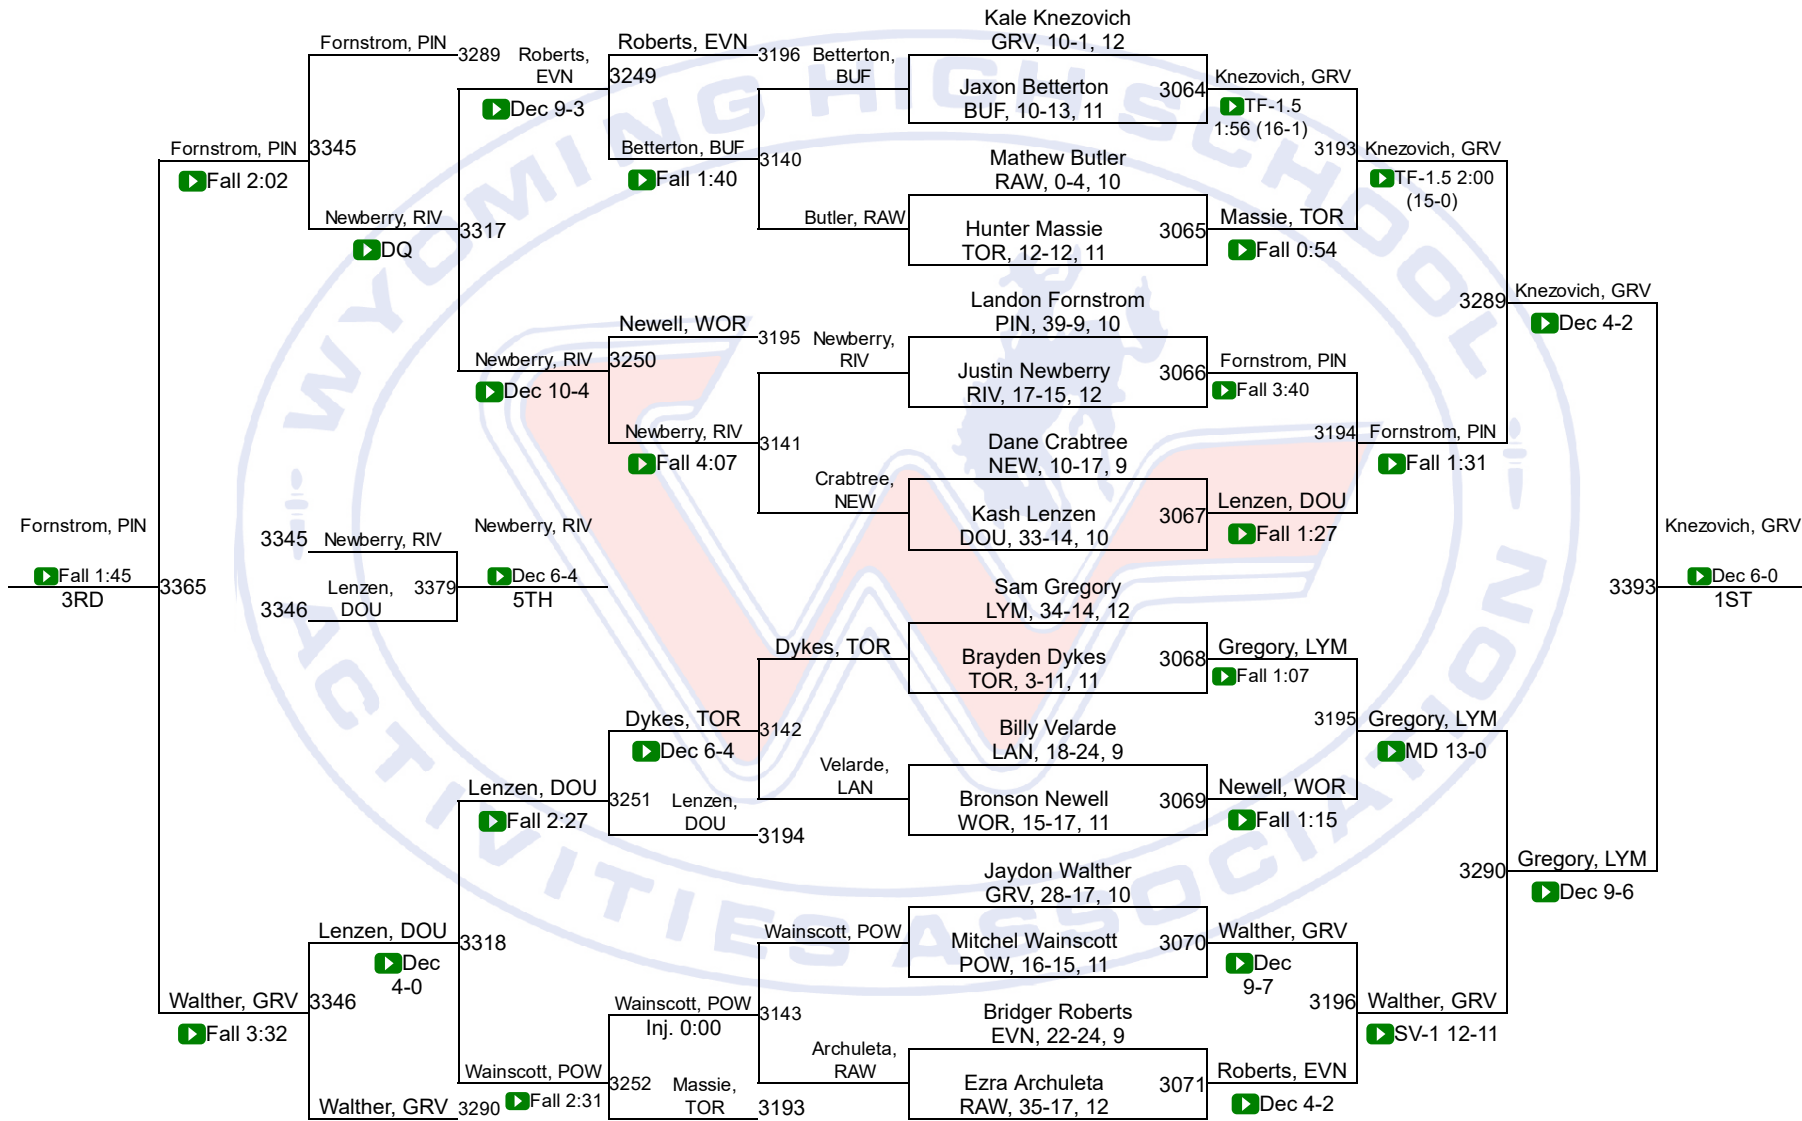 Kale Knezovich
GRV, 10-1, 12
Fornstrom, PIN
3289
Roberts,
EVN
Roberts, EVN
3196
Betterton,
BUF
3249
Dec 9-3
Jaxon Betterton
BUF, 10-13, 11
3064
Knezovich, GRV
TF-1.5
1:56 (16-1)
Fornstrom, PIN
3345
Fall 2:02
Betterton, BUF
3140
Fall 1:40
Mathew Butler
RAW, 0-4, 10
3193
Knezovich, GRV
TF-1.5 2:00
(15-0)
Newberry, RIV
3317
DQ
Butler, RAW
Hunter Massie
TOR, 12-12, 11
3065
Massie, TOR
Fall 0:54
Landon Fornstrom
PIN, 39-9, 10
3289
Knezovich, GRV
Dec 4-2
Newell, WOR
3195
Newberry,
RIV
Newberry, RIV
3250
Dec 10-4
Justin Newberry
RIV, 17-15, 12
3066
Fornstrom, PIN
Fall 3:40
Newberry, RIV
3141
Fall 4:07
Dane Crabtree
NEW, 10-17, 9
3194
Fornstrom, PIN
Fall 1:31
Crabtree,
NEW
Kash Lenzen
DOU, 33-14, 10
3067
Lenzen, DOU
Fall 1:27
Fornstrom, PIN
Fall 1:45
3RD
3365
3345
Newberry, RIV
Lenzen,
DOU
3346
3379
Newberry, RIV
Dec 6-4
5TH
Knezovich, GRV
3393
Dec 6-0
1ST
Sam Gregory
LYM, 34-14, 12
Dykes, TOR
Brayden Dykes
TOR, 3-11, 11
3068
Gregory, LYM
Fall 1:07
Dykes, TOR
3142
Dec 6-4
Billy Velarde
LAN, 18-24, 9
3195
Gregory, LYM
MD 13-0
Velarde,
LAN
Lenzen, DOU
3251
Fall 2:27
Lenzen,
DOU
3194
Bronson Newell
WOR, 15-17, 11
3069
Newell, WOR
Fall 1:15
Jaydon Walther
GRV, 28-17, 10
3290
Gregory, LYM
Dec 9-6
Lenzen, DOU
3318
Dec
4-0
Wainscott, POW
Mitchel Wainscott
POW, 16-15, 11
3070
Walther, GRV
Dec
9-7
Walther, GRV
3346
Fall 3:32
Wainscott, POW
3143
Inj. 0:00
Bridger Roberts
EVN, 22-24, 9
3196
Walther, GRV
SV-1 12-11
Archuleta,
RAW
Wainscott, POW
3252
Fall 2:31
Massie,
TOR
3193
Ezra Archuleta
RAW, 35-17, 12
3071
Roberts, EVN
Dec 4-2
Walther, GRV
3290
WYOMING HIGH SCHOOL
ACTIVITIES ASSOCIATION